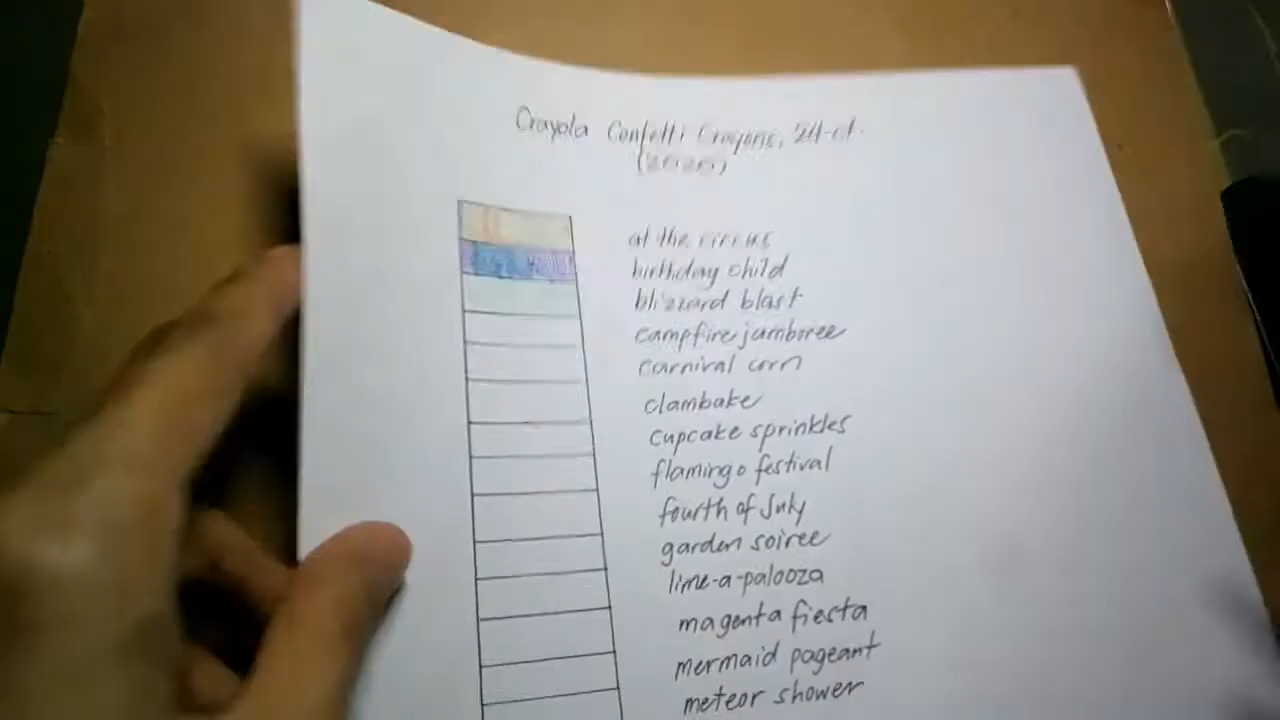 Crayola Confetti Crayons, 24-ct.
(2020)
at the circus
birthday child
blizzard blast
campfire jamboree
carnival corn
clambake
cupcake sprinkles
flamingo festival
fourth of July
garden soiree
lime-a-palooza
magenta fiesta
mermaid pageant
meteor shower